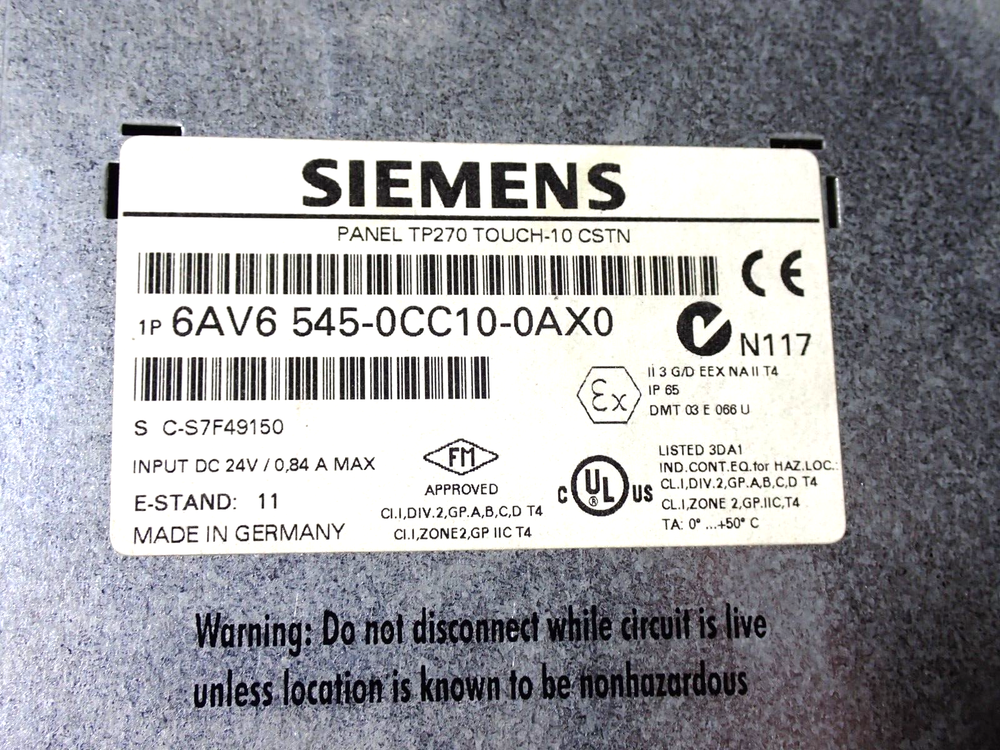 SIEMENS
PANEL TP270 TOUCH-10 CSTN
CE
1P 6AV6 545-0CC10-0AX0
N117
Ex
II 3 G/D EEX NA II T4
IP 65
DMT 03 E 066 U
S C-S7F49150
INPUT DC 24V / 0,84 A MAX
E-STAND: 11
MADE IN GERMANY
FM
APPROVED
CI.I,DIV.2,GP.A,B,C,D T4
CI.I,ZONE2,GP IIC T4
C UL US
®
LISTED 3DA1
IND.CONT.EQ.for HAZ.LOC.:
CL.I,DIV.2,GP.A,B,C,D T4
CL.I,ZONE 2,GP.IIC,T4
TA: 0° ...+50° C
Warning: Do not disconnect while circuit is live
unless location is known to be nonhazardous